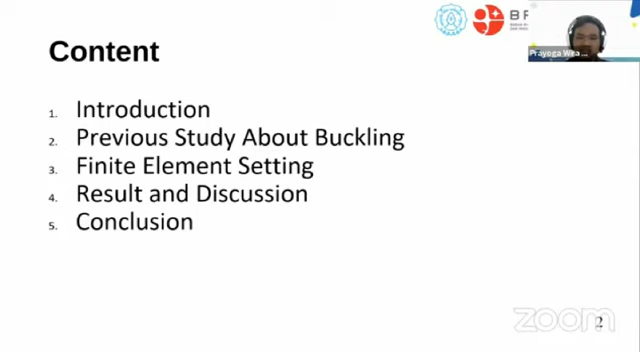 Content
1. Introduction
2. Previous Study About Buckling
3. Finite Element Setting
4. Result and Discussion
5. Conclusion
Prayoga Wira ...
zoom
2